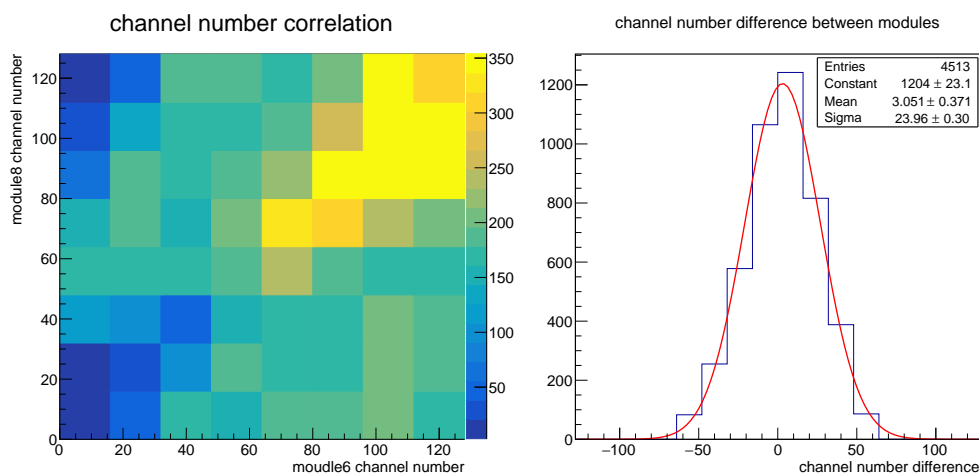 channel number correlation
module8 channel number
120
100
80
60
40
20
0
0 20 40 60 80 100 120
moudle6 channel number
350
300
250
200
150
100
50
channel number difference between modules
Entries 4513
Constant 1204 ± 23.1
Mean 3.051 ± 0.371
Sigma 23.96 ± 0.30
1200
1000
800
600
400
200
0
−100 −50 0 50 100
channel number difference